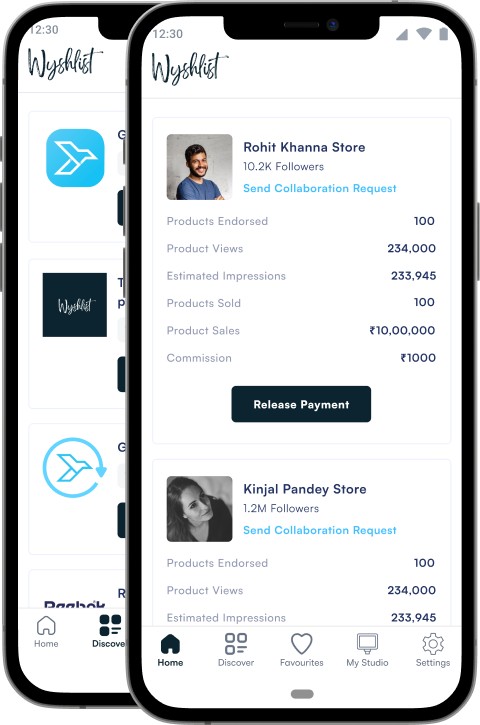 12:30
Wyshlist
G
Wyshlist
T
p
G
Reebok
R
Home
Discover
12:30
Wyshlist
Rohit Khanna Store
10.2K Followers
Send Collaboration Request
Products Endorsed 100
Product Views 234,000
Estimated Impressions 233,945
Products Sold 100
Product Sales ₹10,00,000
Commission ₹1000
Release Payment
Kinjal Pandey Store
1.2M Followers
Send Collaboration Request
Products Endorsed 100
Product Views 234,000
Estimated Impressions 233,945
Home Discover Favourites My Studio Settings